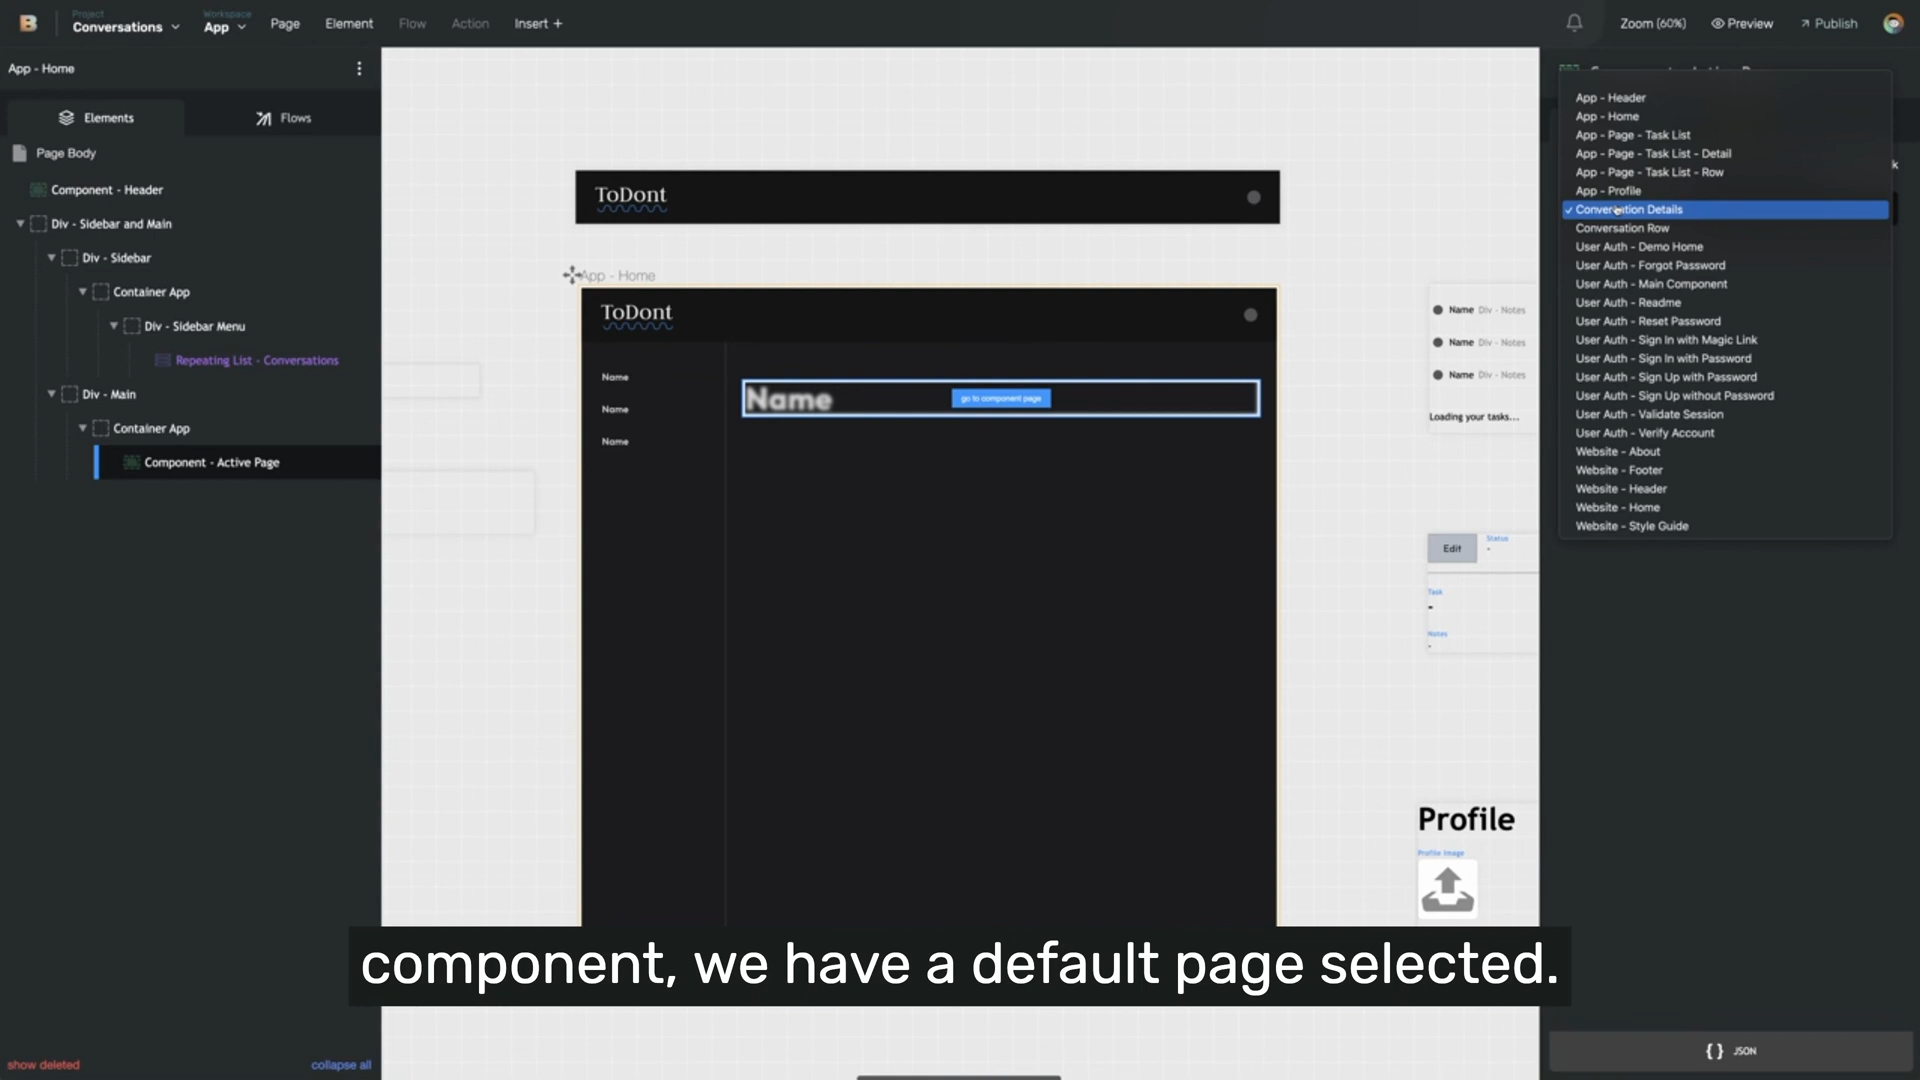 Project
Conversations
Workspace
App
Page
Element
Flow
Action
Insert +
Zoom (60%)
Preview
Publish
App - Home
Elements
Flows
Page Body
Component - Header
Div - Sidebar and Main
Div - Sidebar
Container App
Div - Sidebar Menu
Repeating List - Conversations
Div - Main
Container App
Component - Active Page
show deleted
collapse all
ToDont
App - Home
ToDont
Name
Name
Name
Name
go to component page
Name Div - Notes
Name Div - Notes
Name Div - Notes
Loading your tasks...
Edit
Status
-
Task
-
Notes
-
Profile
Profile Image
App - Header
App - Home
App - Page - Task List
App - Page - Task List - Detail
App - Page - Task List - Row
App - Profile
Conversation Details
Conversation Row
User Auth - Demo Home
User Auth - Forgot Password
User Auth - Main Component
User Auth - Readme
User Auth - Reset Password
User Auth - Sign In with Magic Link
User Auth - Sign In with Password
User Auth - Sign Up with Password
User Auth - Sign Up without Password
User Auth - Validate Session
User Auth - Verify Account
Website - About
Website - Footer
Website - Header
Website - Home
Website - Style Guide
{ } JSON
component, we have a default page selected.